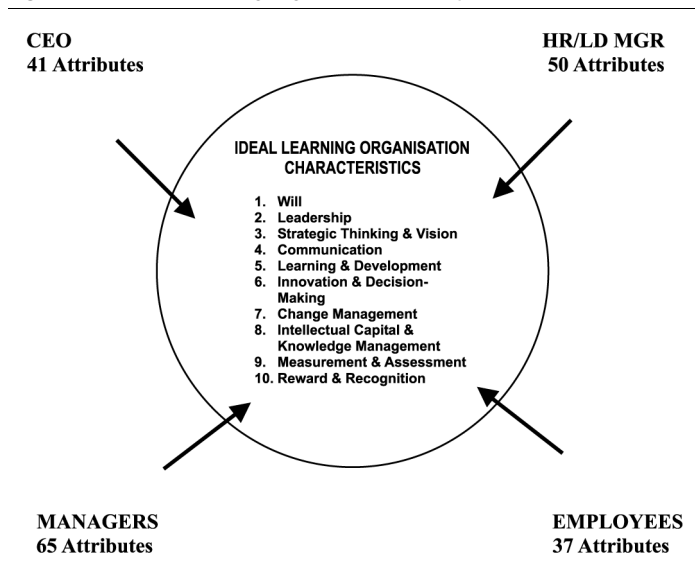 CEO
41 Attributes
HR/LD MGR
50 Attributes
IDEAL LEARNING ORGANISATION
CHARACTERISTICS
1. Will
2. Leadership
3. Strategic Thinking & Vision
4. Communication
5. Learning & Development
6. Innovation & Decision-
Making
7. Change Management
8. Intellectual Capital &
Knowledge Management
9. Measurement & Assessment
10. Reward & Recognition
MANAGERS
65 Attributes
EMPLOYEES
37 Attributes